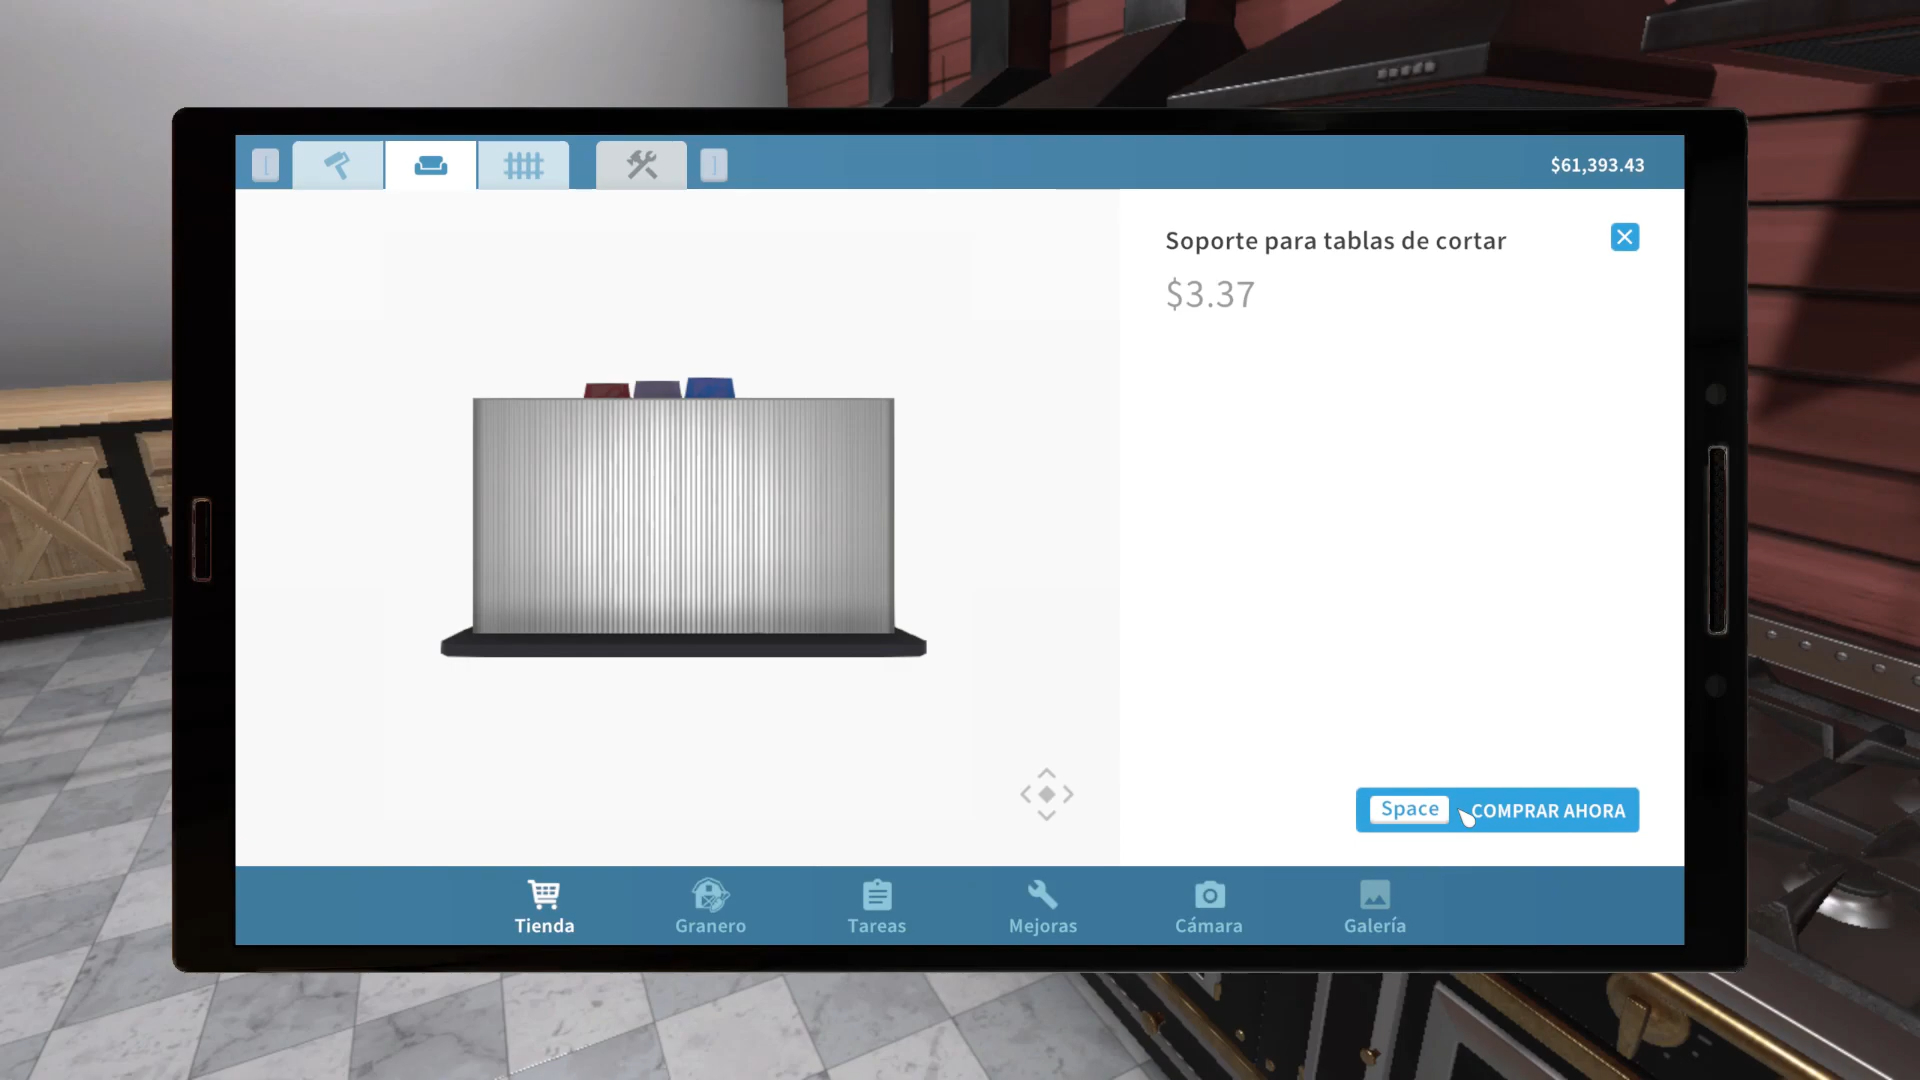 [
]
$61,393.43
Soporte para tablas de cortar
$3.37
Space
COMPRAR AHORA
Tienda
Granero
Tareas
Mejoras
Cámara
Galería